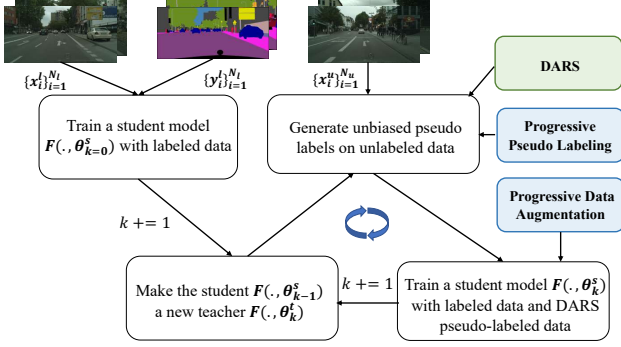 {x_i^l}_{i=1}^{N_l}
{y_i^l}_{i=1}^{N_l}
{x_i^u}_{i=1}^{N_u}
DARS
Train a student model
F(., θ_{k=0}^s) with labeled data
Generate unbiased pseudo
labels on unlabeled data
Progressive
Pseudo Labeling
Progressive Data
Augmentation
k += 1
Make the student F(., θ_{k-1}^s)
a new teacher F(., θ_k^t)
k += 1
Train a student model F(., θ_k^s)
with labeled data and DARS
pseudo-labeled data